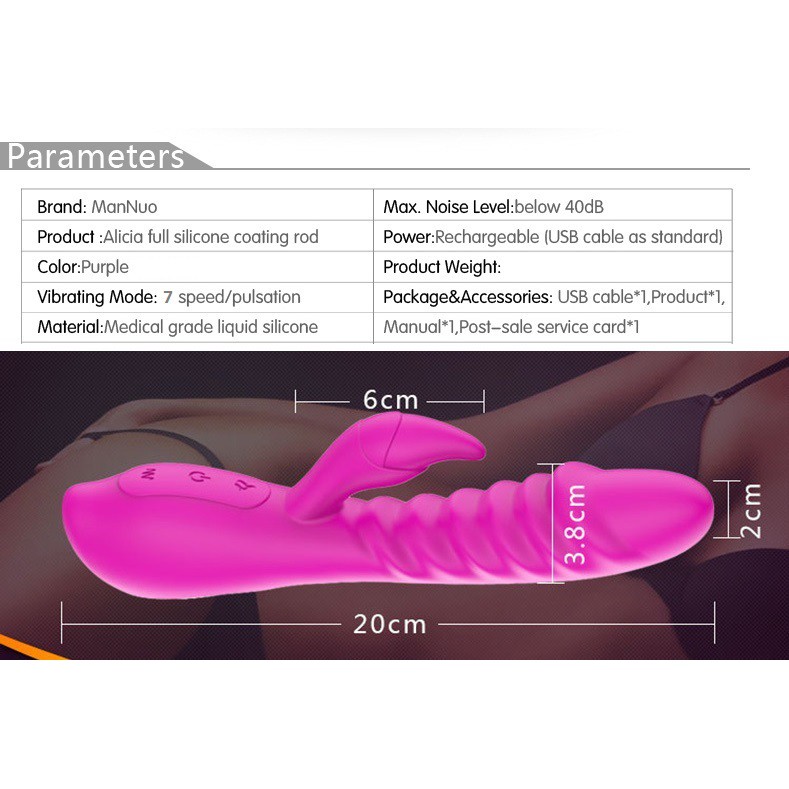 Parameters
Brand: ManNuo
Max. Noise Level:below 40dB
Product :Alicia full silicone coating rod
Power:Rechargeable (USB cable as standard)
Color:Purple
Product Weight:
Vibrating Mode: 7 speed/pulsation
Package&Accessories: USB cable*1,Product*1,
Material:Medical grade liquid silicone
Manual*1,Post-sale service card*1
6cm
3.8cm
2cm
20cm